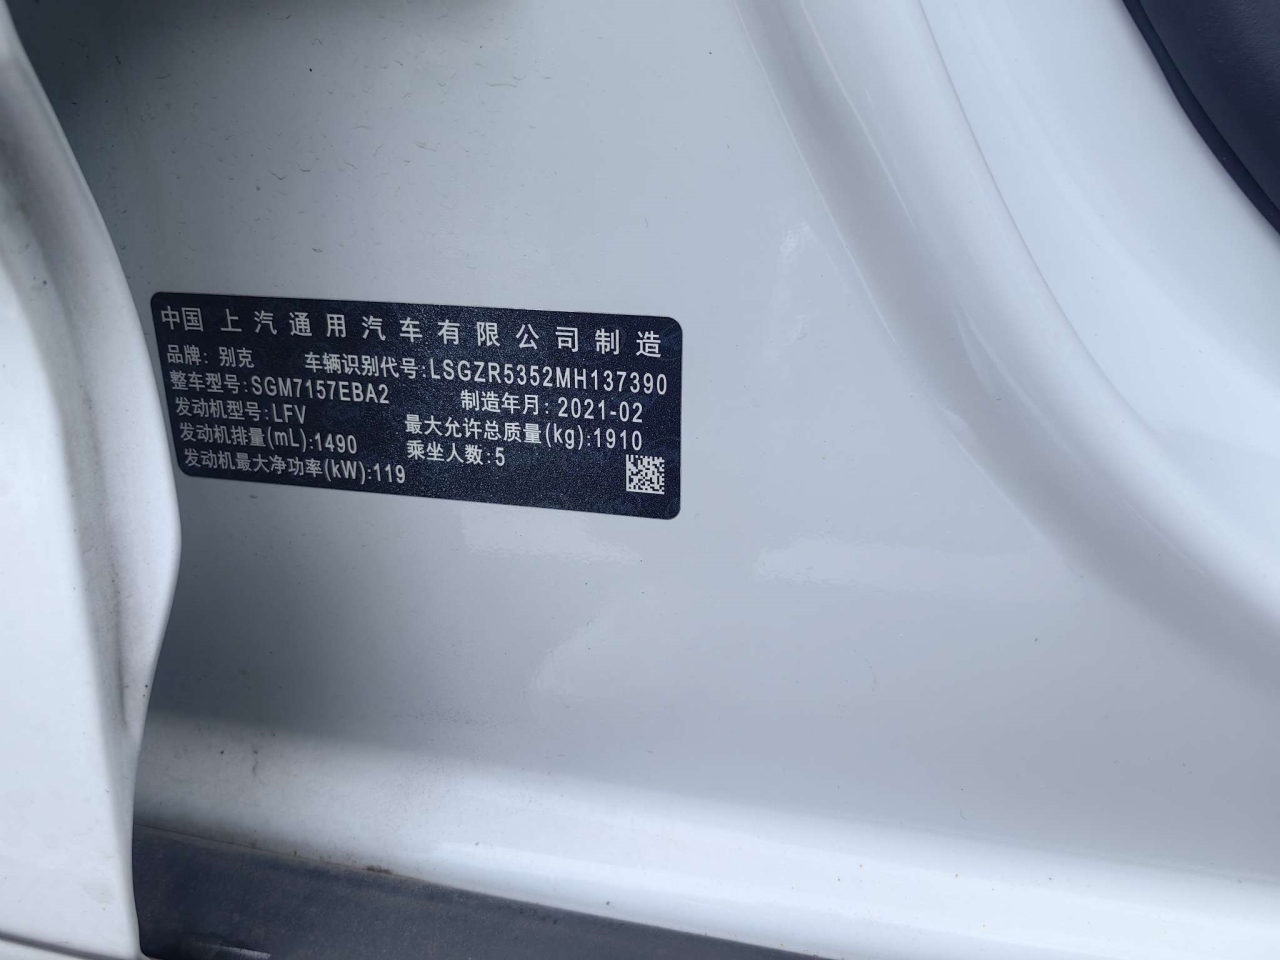 中国 上汽通用汽车有限公司制造
品牌: 别克 车辆识别代号:LSGZR5352MH137390
整车型号:SGM7157EBA2 制造年月: 2021-02
发动机型号:LFV 最大允许总质量(kg):1910
发动机排量(mL):1490 乘坐人数:5
发动机最大净功率(kW):119